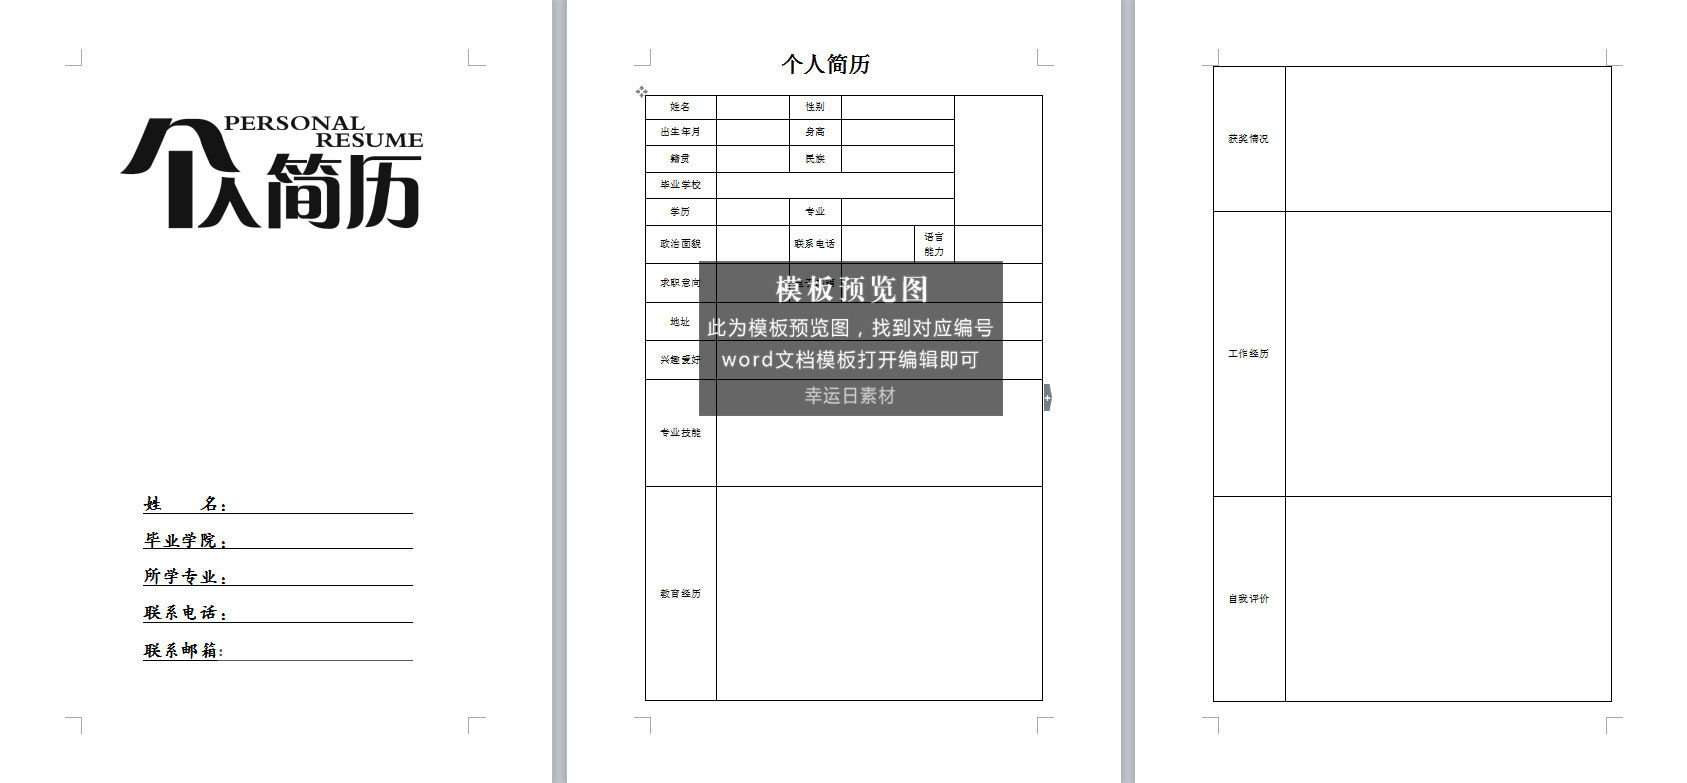 PERSONAL
RESUME
个人简历
姓 名：
毕业学院：
所学专业：
联系电话：
联系邮箱：
个人简历
姓名 性别
出生年月 身高
籍贯 民族
毕业学校
学历 专业
政治面貌 联系电话 语言
能力
求职意向
地址
兴趣爱好
专业技能
教育经历
模板预览图
此为模板预览图，找到对应编号
word文档模板打开编辑即可
幸运日素材
获奖情况
工作经历
自我评价